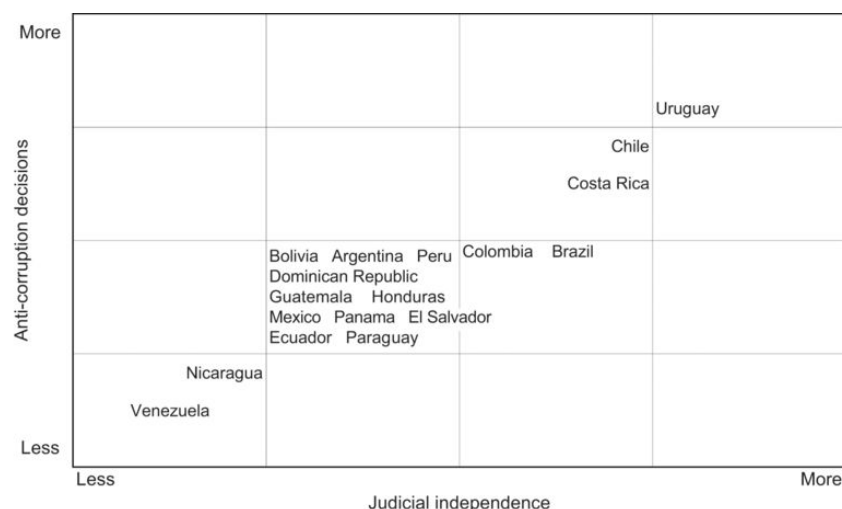 More
Uruguay
Chile
Costa Rica
Anti-corruption decisions
Bolivia Argentina Peru
Colombia Brazil
Dominican Republic
Guatemala Honduras
Mexico Panama El Salvador
Ecuador Paraguay
Nicaragua
Venezuela
Less
Less
More
Judicial independence